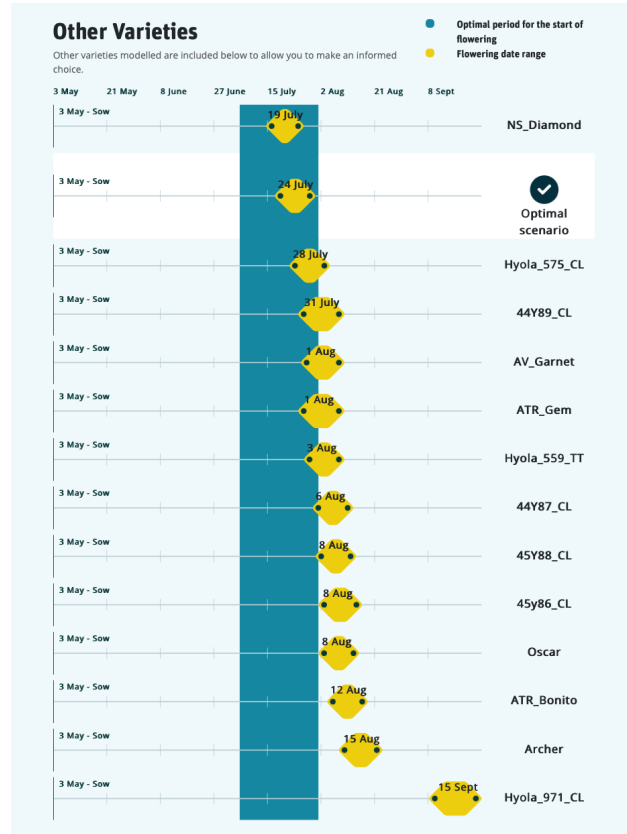 Other Varieties
Other varieties modelled are included below to allow you to make an informed
choice.
Optimal period for the start of
flowering
Flowering date range
3 May 21 May 8 June 27 June 15 July 2 Aug 21 Aug 8 Sept
3 May - Sow
19 July
NS_Diamond
3 May - Sow
24 July
Optimal
scenario
3 May - Sow
28 July
Hyola_575_CL
3 May - Sow
31 July
44Y89_CL
3 May - Sow
1 Aug
AV_Garnet
3 May - Sow
1 Aug
ATR_Gem
3 May - Sow
3 Aug
Hyola_559_TT
3 May - Sow
6 Aug
44Y87_CL
3 May - Sow
8 Aug
45Y88_CL
3 May - Sow
8 Aug
45y86_CL
3 May - Sow
8 Aug
Oscar
3 May - Sow
12 Aug
ATR_Bonito
3 May - Sow
15 Aug
Archer
3 May - Sow
15 Sept
Hyola_971_CL